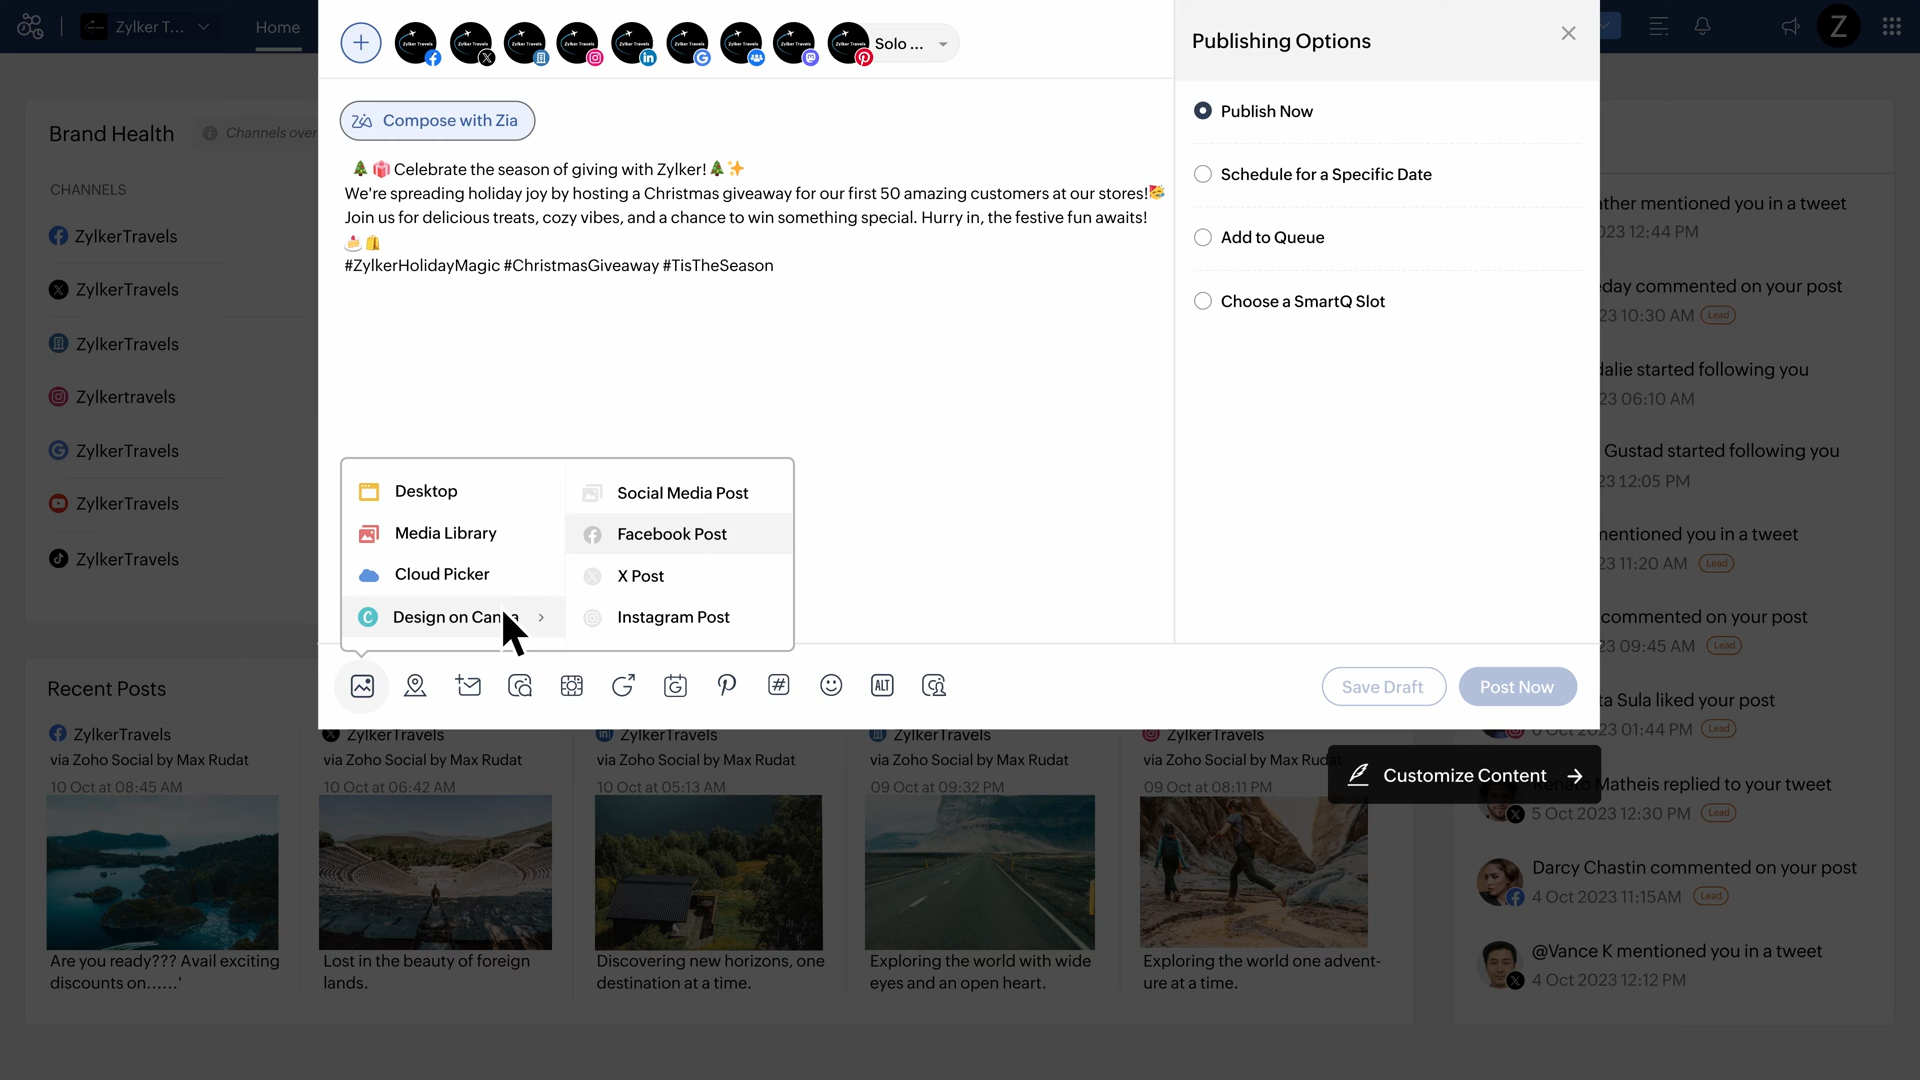 Zylker T...
Home
Solo ...
Publishing Options
Z
Brand Health
Channels over
Compose with Zia
Publish Now
🎄🎁 Celebrate the season of giving with Zylker!🎄✨
We're spreading holiday joy by hosting a Christmas giveaway for our first 50 amazing customers at our stores!🥳
Join us for delicious treats, cozy vibes, and a chance to win something special. Hurry in, the festive fun awaits!
🍰🛍
#ZylkerHolidayMagic #ChristmasGiveaway #TisTheSeason
Schedule for a Specific Date
Add to Queue
Choose a SmartQ Slot
CHANNELS
ZylkerTravels
ZylkerTravels
ZylkerTravels
Zylkertravels
ZylkerTravels
ZylkerTravels
ZylkerTravels
mentioned you in a tweet
12:44 PM
commented on your post
10:30 AM Lead
started following you
06:10 AM
Gustad started following you
12:05 PM
mentioned you in a tweet
11:20 AM Lead
commented on your post
09:45 AM Lead
Sula liked your post
01:44 PM Lead
Desktop
Media Library
Cloud Picker
Design on Canva
Social Media Post
Facebook Post
X Post
Instagram Post
ALT
Save Draft
Post Now
Customize Content
Recent Posts
ZylkerTravels
via Zoho Social by Max Rudat
10 Oct at 08:45 AM
Are you ready??? Avail exciting
discounts on......'
ZylkerTravels
via Zoho Social by Max Rudat
10 Oct at 06:42 AM
Lost in the beauty of foreign
lands.
ZylkerTravels
via Zoho Social by Max Rudat
10 Oct at 05:13 AM
Discovering new horizons, one
destination at a time.
ZylkerTravels
via Zoho Social by Max Rudat
09 Oct at 09:32 PM
Exploring the world with wide
eyes and an open heart.
ZylkerTravels
via Zoho Social by Max Rudat
09 Oct at 08:11 PM
Exploring the world one advent-
ure at a time.
Renato Matheis replied to your tweet
5 Oct 2023 12:30 PM Lead
Darcy Chastin commented on your post
4 Oct 2023 11:15AM Lead
@Vance K mentioned you in a tweet
4 Oct 2023 12:12 PM